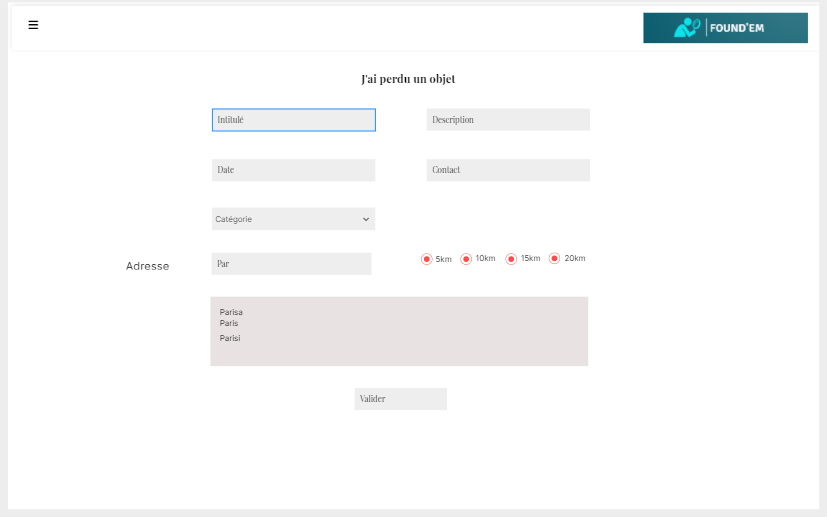 FOUND'EM
J'ai perdu un objet
Intitulé
Description
Date
Contact
Catégorie
Adresse
Par
5km
10km
15km
20km
Parisa
Paris
Parisi
Valider